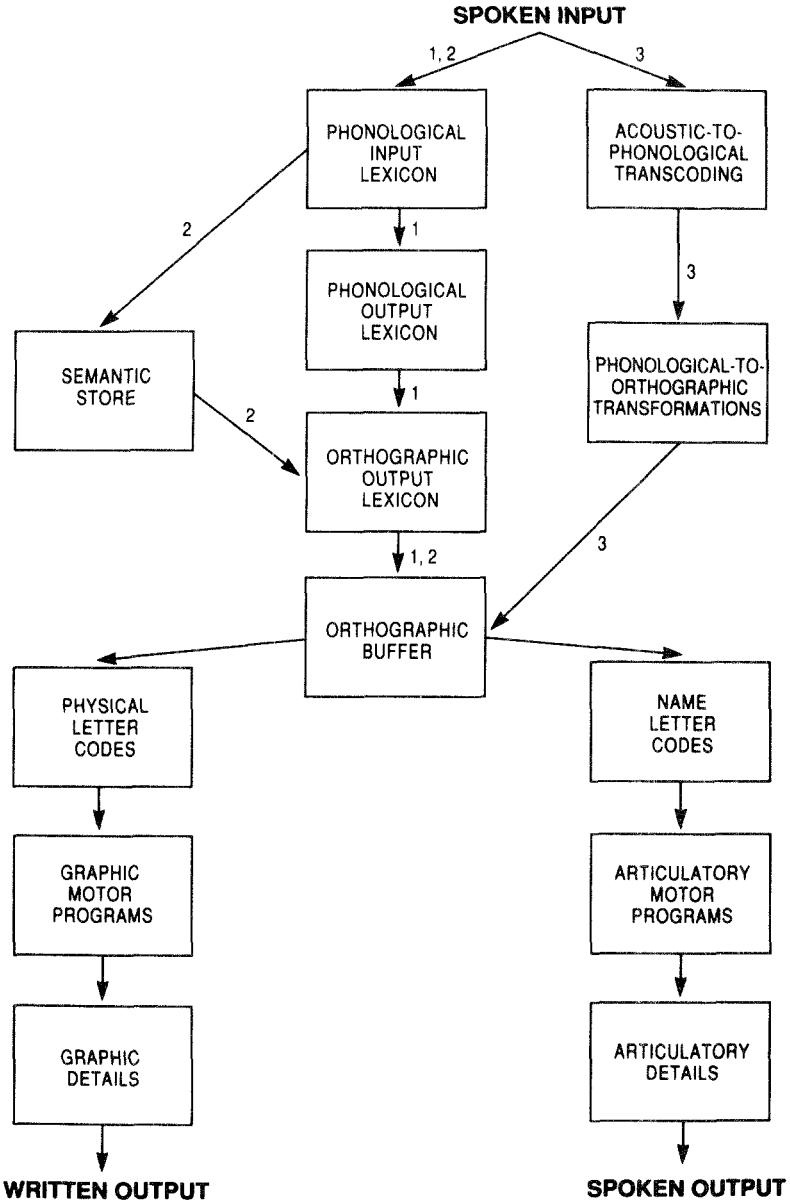 SPOKEN INPUT
1, 2
3
PHONOLOGICAL
INPUT
LEXICON
ACOUSTIC-TO-
PHONOLOGICAL
TRANSCODING
2
1
3
PHONOLOGICAL
OUTPUT
LEXICON
SEMANTIC
STORE
1
PHONOLOGICAL-TO-
ORTHOGRAPHIC
TRANSFORMATIONS
2
ORTHOGRAPHIC
OUTPUT
LEXICON
1, 2
3
ORTHOGRAPHIC
BUFFER
PHYSICAL
LETTER
CODES
NAME
LETTER
CODES
GRAPHIC
MOTOR
PROGRAMS
ARTICULATORY
MOTOR
PROGRAMS
GRAPHIC
DETAILS
ARTICULATORY
DETAILS
WRITTEN OUTPUT
SPOKEN OUTPUT